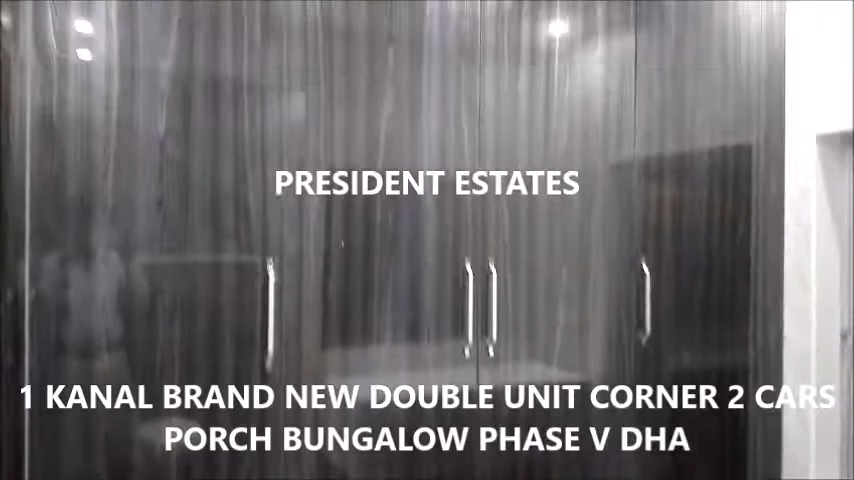 PRESIDENT ESTATES
1 KANAL BRAND NEW DOUBLE UNIT CORNER 2 CARS
PORCH BUNGALOW PHASE V DHA